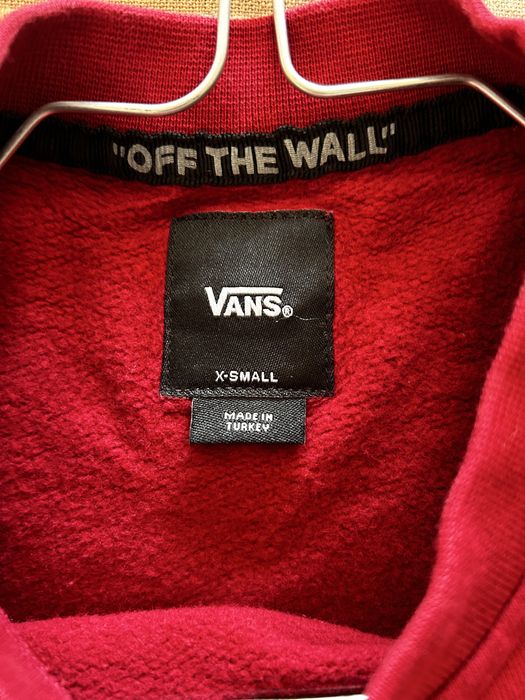 "OFF THE WALL"
VANS®
X-SMALL
MADE IN
TURKEY